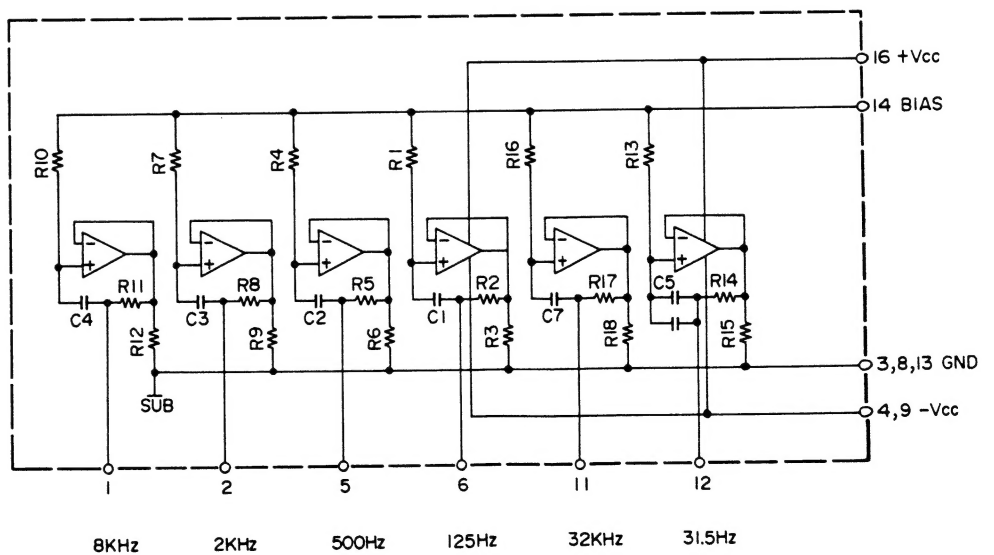 16 +Vcc
14 BIAS
R10
R7
R4
R1
R16
R13
R11
R8
R5
R2
R17
C5
R14
C4
C3
C2
C1
C7
R12
R9
R6
R3
R18
R15
3,8,13 GND
SUB
4,9 -Vcc
1
2
5
6
11
12
8KHz
2KHz
500Hz
125Hz
32KHz
31.5Hz